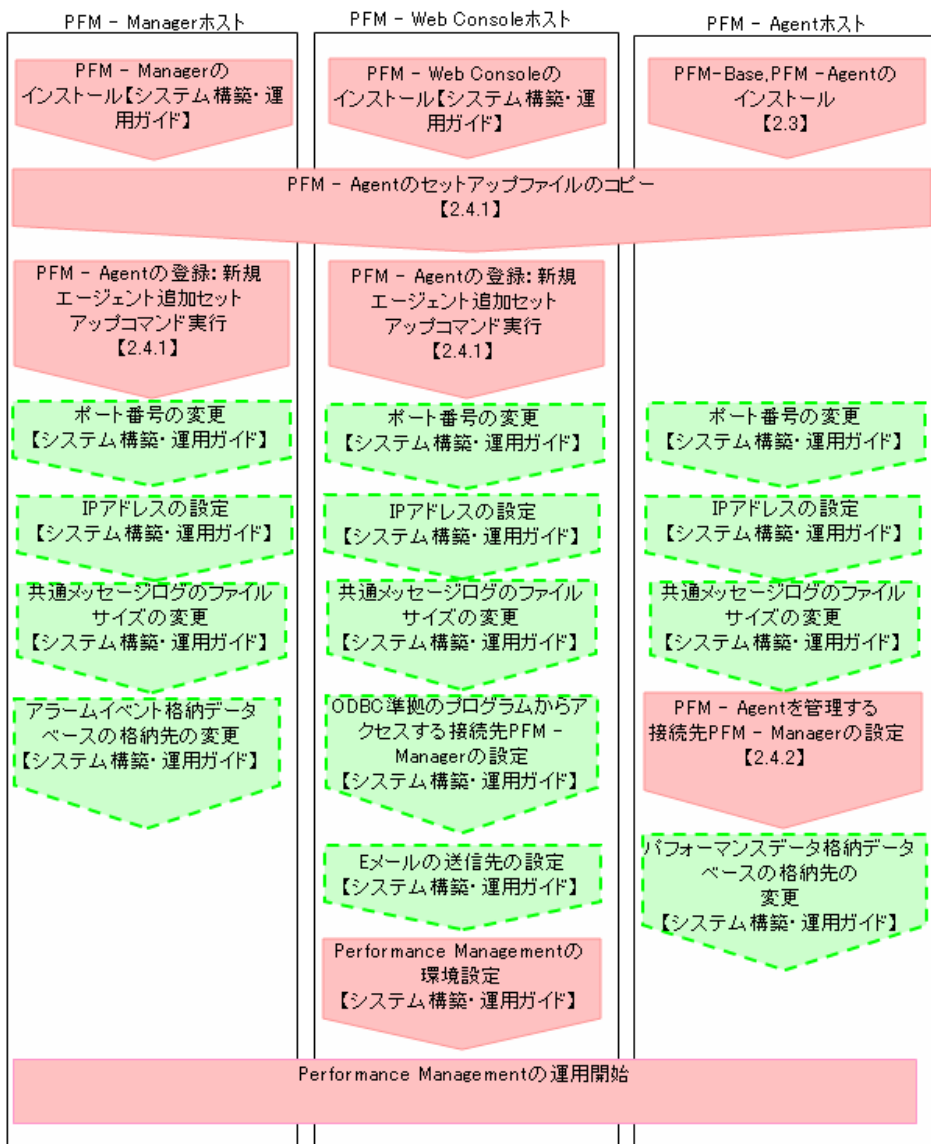 PFM - Managerホスト
PFM - Web Consoleホスト
PFM - Agentホスト
PFM - Managerの
インストール【システム構築・運
用ガイド】
PFM - Web Consoleの
インストール【システム構築・運
用ガイド】
PFM-Base,PFM -Agentの
インストール
【2.3】
PFM - Agentのセットアップファイルのコピー
【2.4.1】
PFM - Agentの登録:新規
エージェント追加セット
アップコマンド実行
【2.4.1】
PFM - Agentの登録:新規
エージェント追加セット
アップコマンド実行
【2.4.1】
ポート番号の変更
【システム構築・運用ガイド】
ポート番号の変更
【システム構築・運用ガイド】
ポート番号の変更
【システム構築・運用ガイド】
IPアドレスの設定
【システム構築・運用ガイド】
IPアドレスの設定
【システム構築・運用ガイド】
IPアドレスの設定
【システム構築・運用ガイド】
共通メッセージログのファイル
サイズの変更
【システム構築・運用ガイド】
共通メッセージログのファイル
サイズの変更
【システム構築・運用ガイド】
共通メッセージログのファイル
サイズの変更
【システム構築・運用ガイド】
アラームイベント格納データ
ベースの格納先の変更
【システム構築・運用ガイド】
ODBC準拠のプログラムからア
クセスする接続先PFM -
Managerの設定
【システム構築・運用ガイド】
PFM - Agentを管理する
接続先PFM - Managerの設定
【2.4.2】
Eメールの送信先の設定
【システム構築・運用ガイド】
パフォーマンスデータ格納データ
ベースの格納先の
変更
【システム構築・運用ガイド】
Performance Managementの
環境設定
【システム構築・運用ガイド】
Performance Managementの運用開始